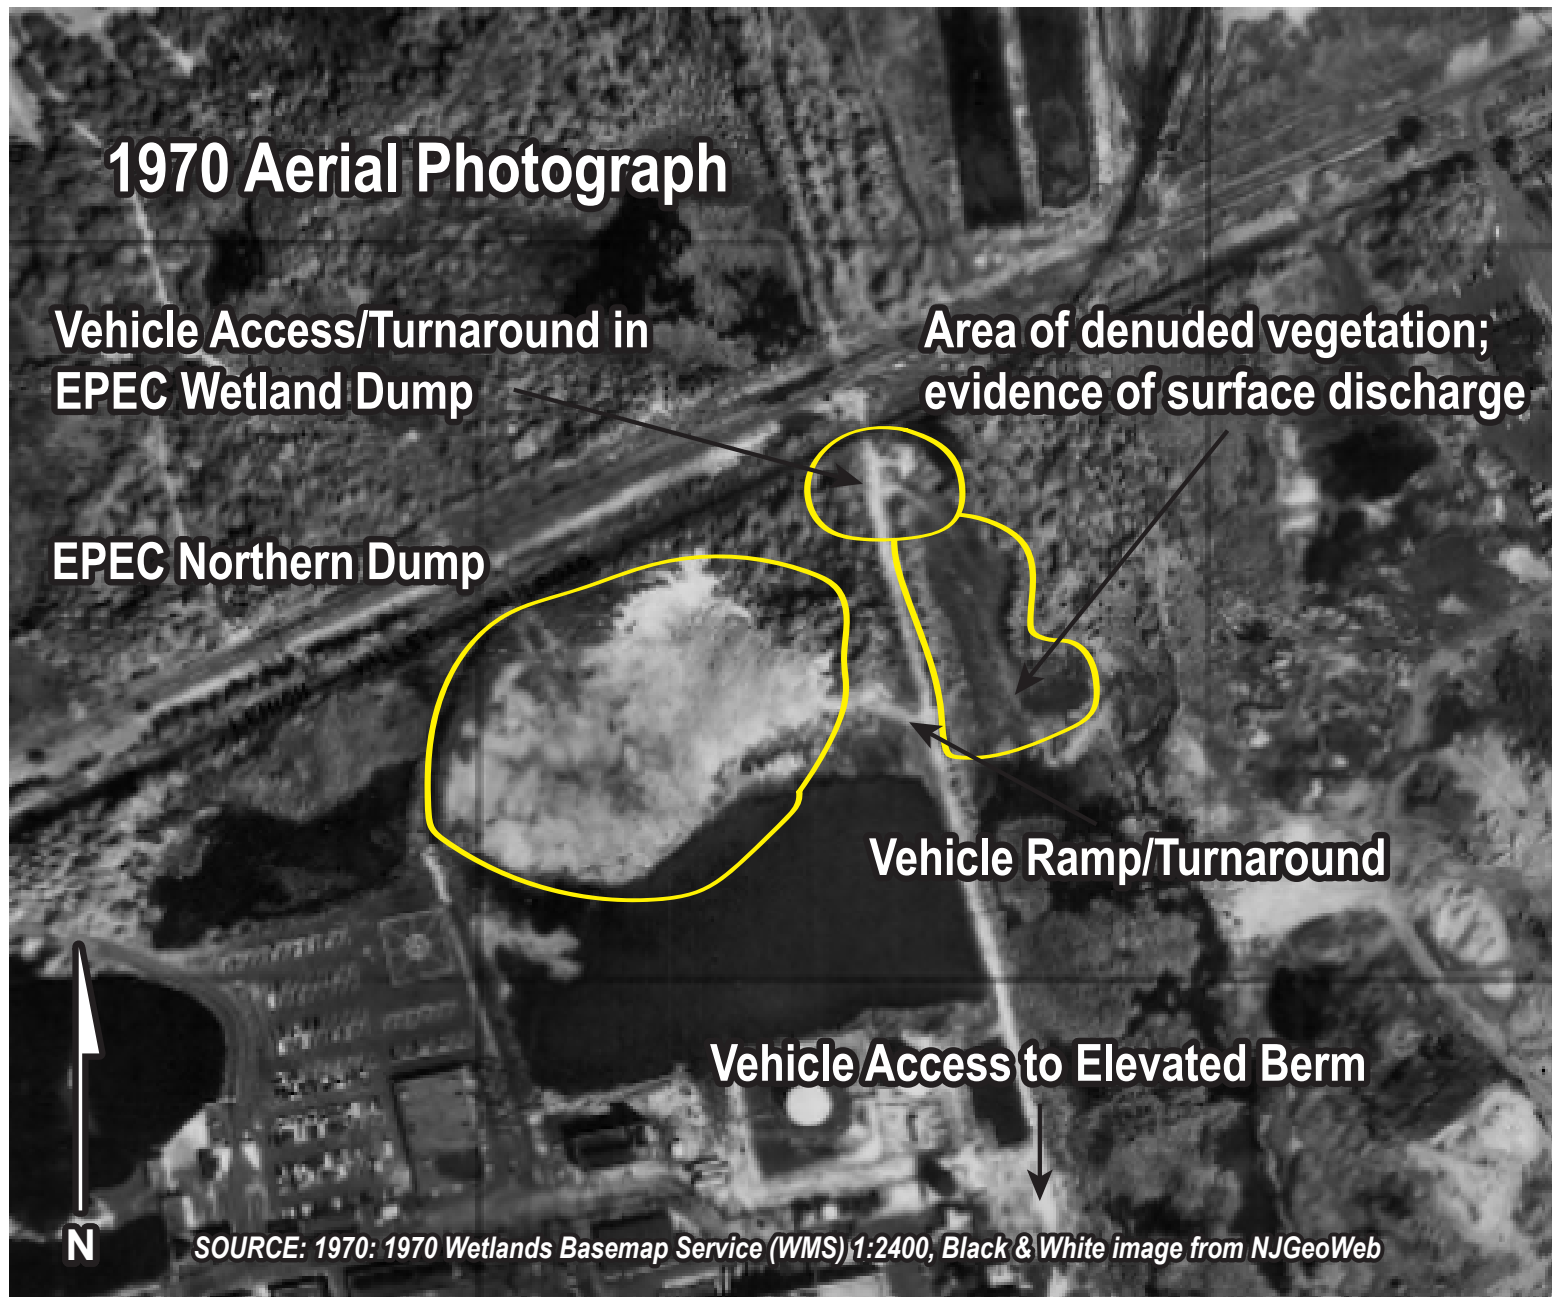 1970 Aerial Photograph
Vehicle Access/Turnaround in
EPEC Wetland Dump
Area of denuded vegetation;
evidence of surface discharge
EPEC Northern Dump
Vehicle Ramp/Turnaround
Vehicle Access to Elevated Berm
N
SOURCE: 1970: 1970 Wetlands Basemap Service (WMS) 1:2400, Black & White image from NJGeoWeb